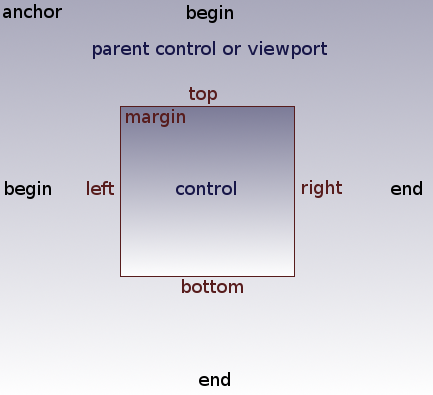 anchor
begin
parent control or viewport
top
margin
begin
left
control
right
end
bottom
end